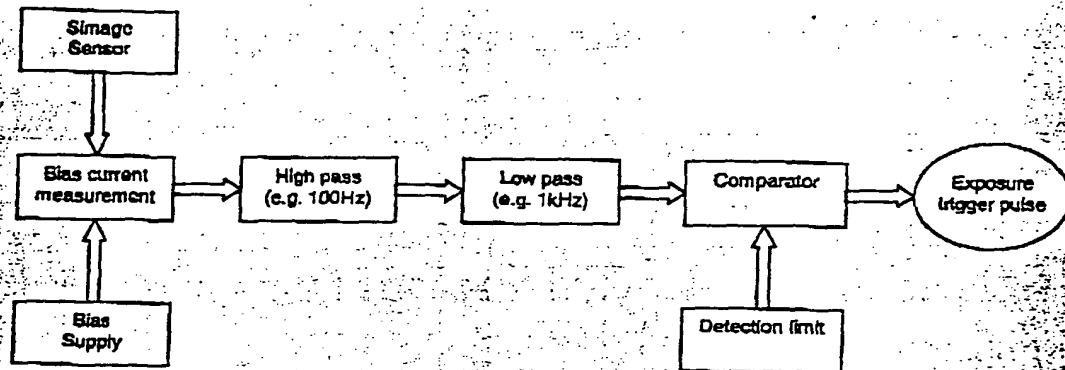 Simage
Sensor
Bias current
measurement
High pass
(e.g. 100Hz)
Low pass
(e.g. 1kHz)
Comparator
Exposure
trigger pulse
Bias
Supply
Detection limit